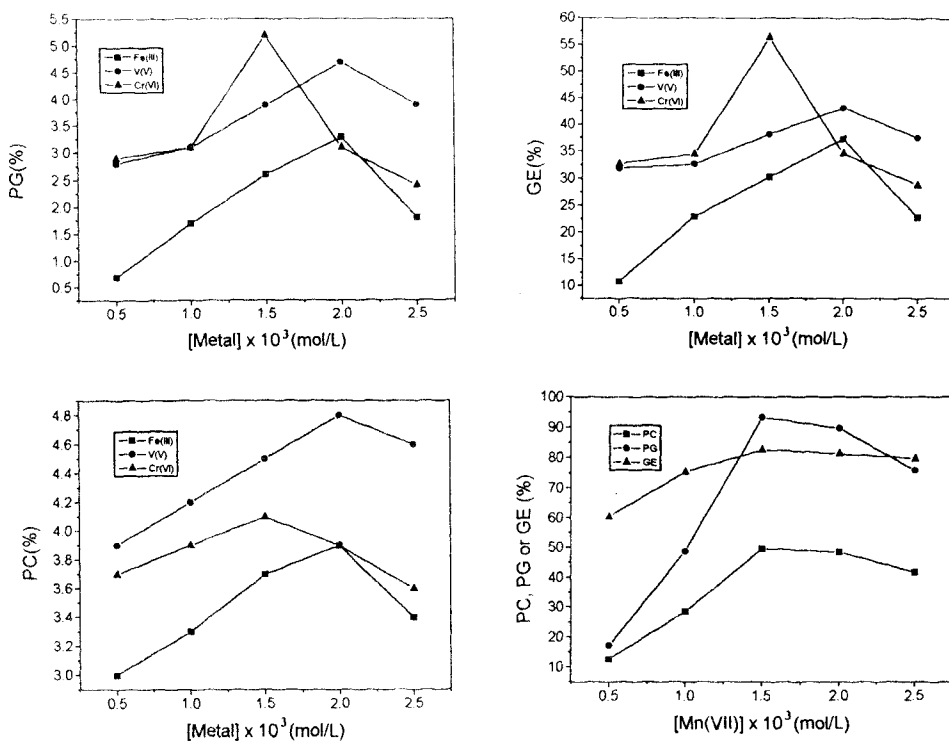 PG(%)
5.5
5.0
4.5
4.0
3.5
3.0
2.5
2.0
1.5
1.0
0.5
Fe(III)
V(V)
Cr(VI)
0.5 1.0 1.5 2.0 2.5
[Metal] x 10³ (mol/L)
GE(%)
60
55
50
45
40
35
30
25
20
15
10
Fe(III)
V(V)
Cr(VI)
0.5 1.0 1.5 2.0 2.5
[Metal] x 10³ (mol/L)
PC(%)
4.8
4.6
4.4
4.2
4.0
3.8
3.6
3.4
3.2
3.0
Fe(III)
V(V)
Cr(VI)
0.5 1.0 1.5 2.0 2.5
[Metal] x 10³ (mol/L)
PC, PG or GE (%)
100
90
80
70
60
50
40
30
20
10
PC
PG
GE
0.5 1.0 1.5 2.0 2.5
[Mn(VII)] x 10³ (mol/L)